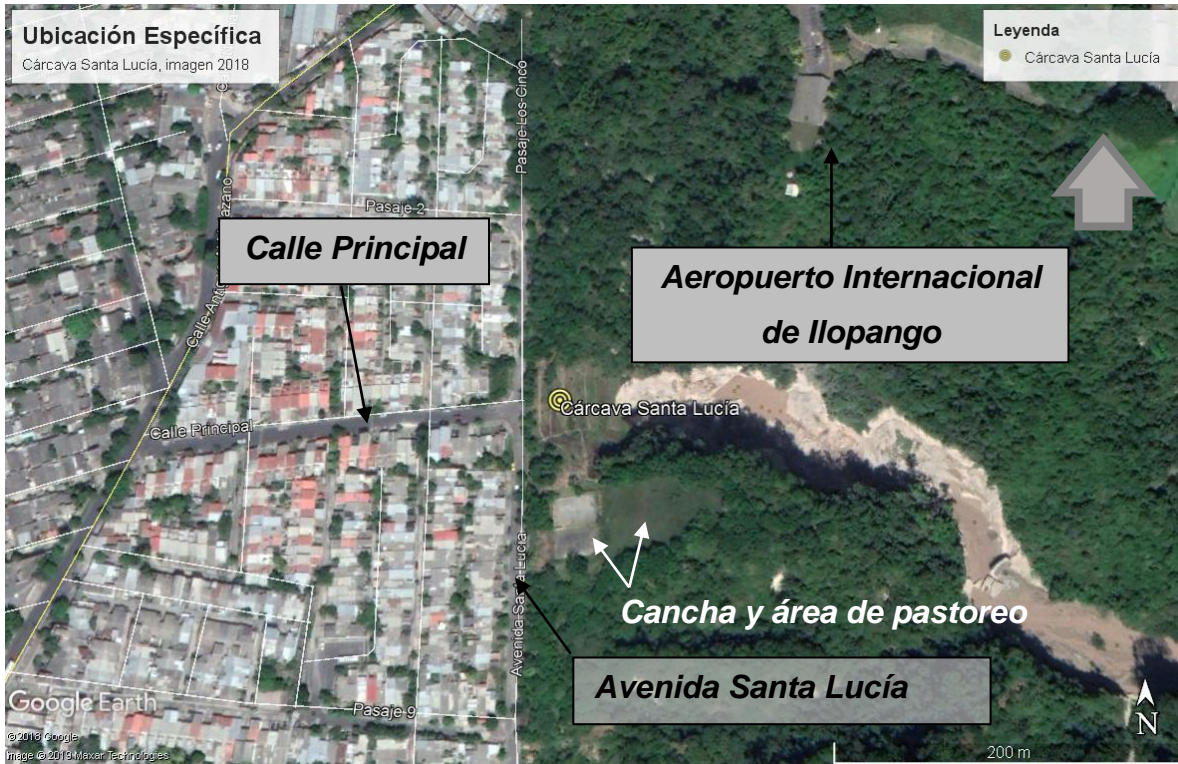 Ubicación Específica
Cárcava Santa Lucía, imagen 2018
Leyenda
Cárcava Santa Lucía
Pasaje Los Cinco
Pasaje 2
Calle Principal
Aeropuerto Internacional
de Ilopango
Cárcava Santa Lucía
Calle Principal
Cancha y área de pastoreo
Avenida Santa Lucía
Avenida Santa Lucía
Pasaje 9
Google Earth
© 2018 Google
Image © 2019 Maxar Technologies
N
200 m